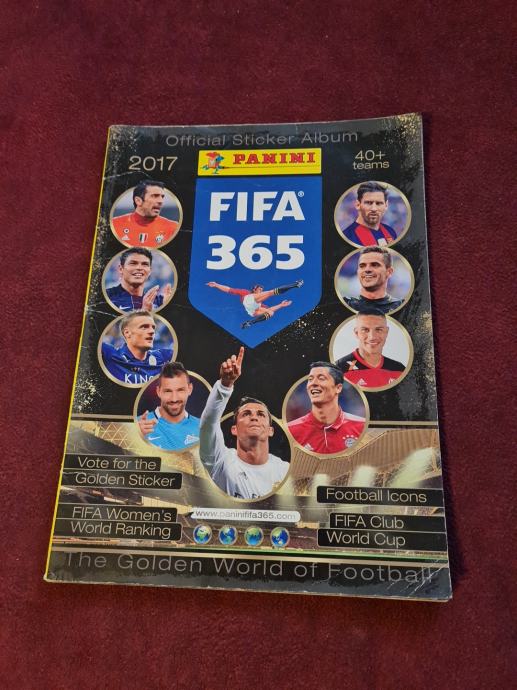 Official Sticker Album
2017
PANINI
40+
teams
FIFA®
365
KING
Vote for the
Golden Sticker
Football Icons
FIFA Women's
World Ranking
www.paninififa365.com
FIFA Club
World Cup
The Golden World of Football